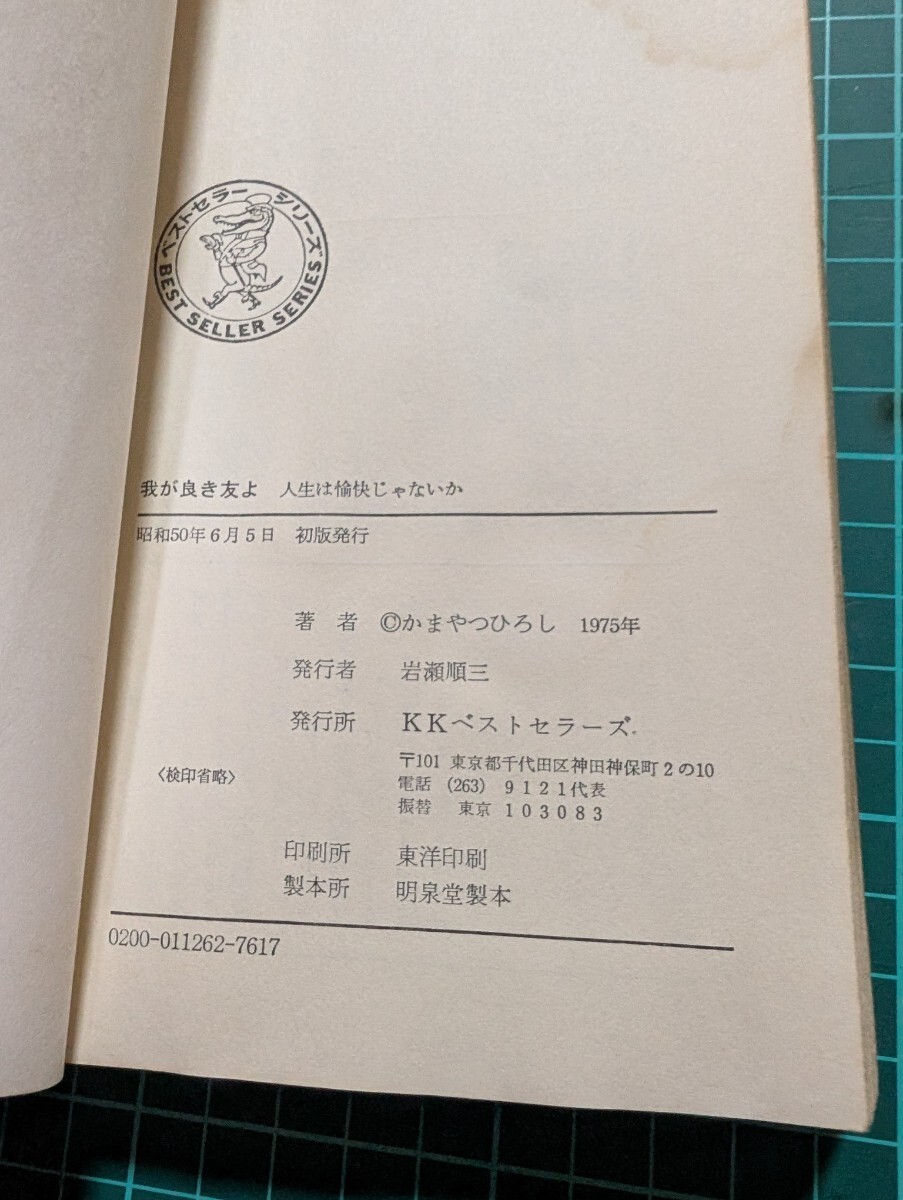 ベストセラー シリーズ
BEST SELLER SERIES
我が良き友よ 人生は愉快じゃないか
昭和50年6月5日 初版発行
著者 ©かまやつひろし 1975年
発行者 岩瀬順三
発行所 KKベストセラーズ
〒101 東京都千代田区神田神保町2の10
電話 (263) 9121代表
振替 東京 103083
〈検印省略〉
印刷所 東洋印刷
製本所 明泉堂製本
0200-011262-7617